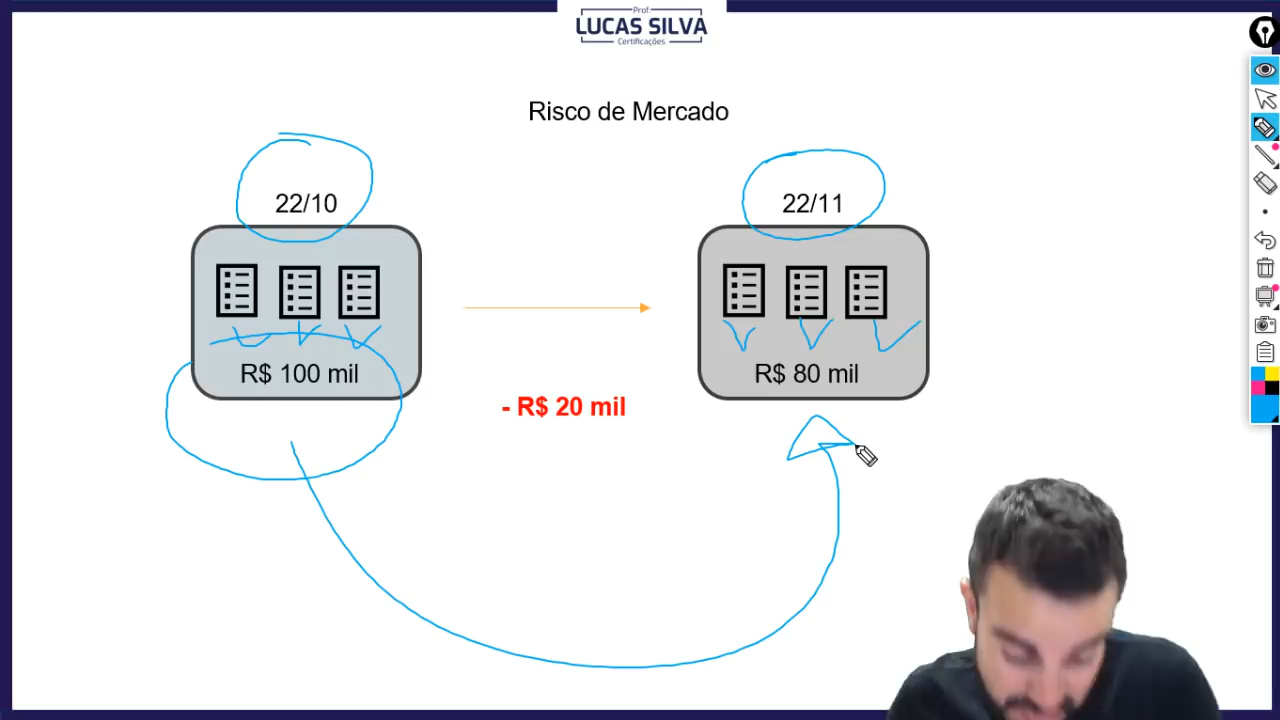 Prof.
LUCAS SILVA
Certificações
Risco de Mercado
22/10
22/11
R$ 100 mil
R$ 80 mil
- R$ 20 mil